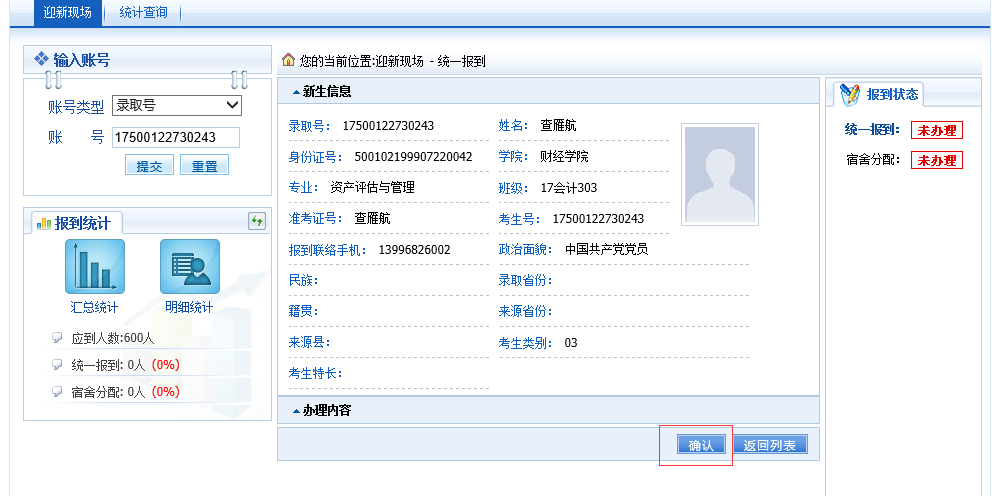 迎新现场 统计查询
输入账号
账号类型 录取号
账 号 17500122730243
提交 重置
报到统计
汇总统计 明细统计
应到人数:600人
统一报到: 0人 (0%)
宿舍分配: 0人 (0%)
您的当前位置:迎新现场 - 统一报到
新生信息
录取号: 17500122730243 姓名: 查雁航
身份证号: 500102199907220042 学院: 财经学院
专业: 资产评估与管理 班级: 17会计303
准考证号: 查雁航 考生号: 17500122730243
报到联络手机: 13996826002 政治面貌: 中国共产党党员
民族: 录取省份:
籍贯: 来源省份:
来源县: 考生类别: 03
考生特长:
办理内容
确认 返回列表
报到状态
统一报到: 未办理
宿舍分配: 未办理